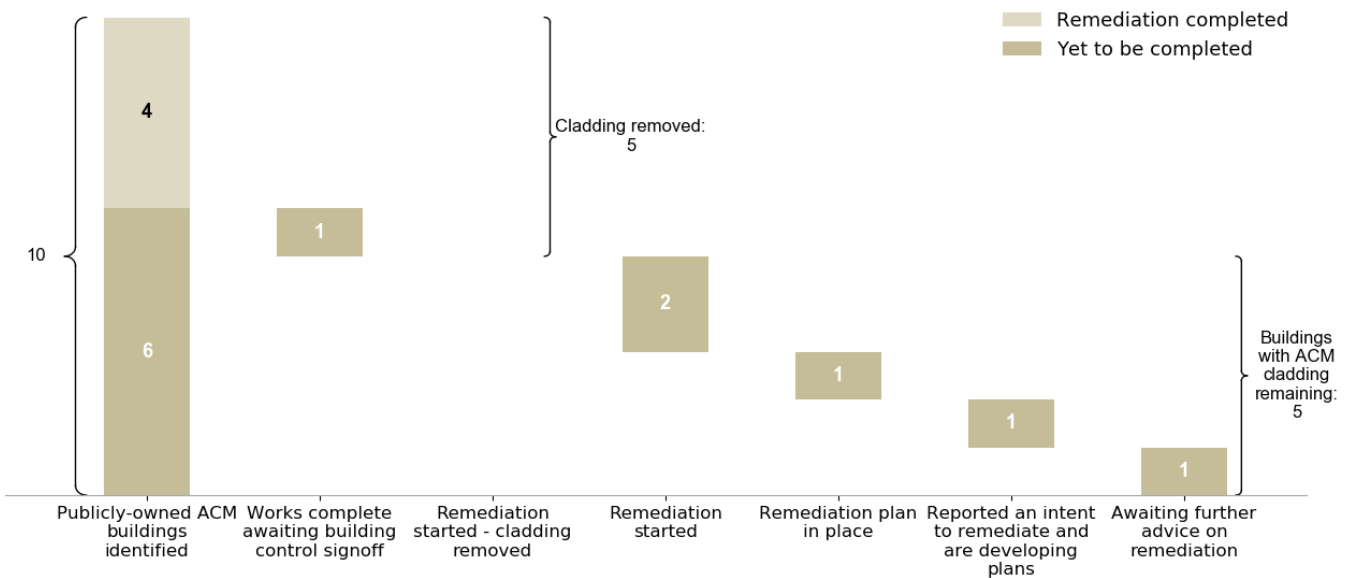 Remediation completed
Yet to be completed
4
Cladding removed:
5
1
10
2
6
Buildings
with ACM
cladding
remaining:
5
1
1
1
Publicly-owned ACM
buildings
identified
Works complete
awaiting building
control signoff
Remediation
started - cladding
removed
Remediation
started
Remediation plan
in place
Reported an intent
to remediate and
are developing
plans
Awaiting further
advice on
remediation